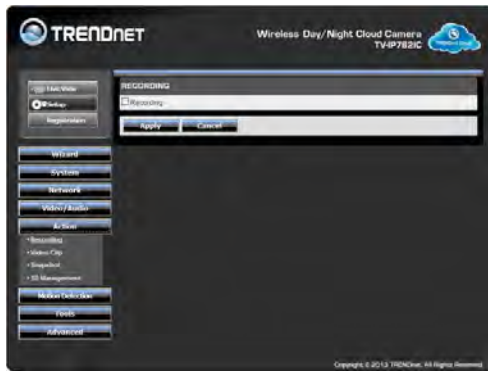 TRENDNET
Wireless Day/Night Cloud Camera
TV-IP762IC
Live View
Setup
Registration
RECORDING
Recording
Apply Cancel
Wizard
System
Network
Video/Audio
Action
• Recording
• Video Clip
• Snapshot
• SD Management
Motion Detection
Tools
Advanced
Copyright © 2013 TRENDnet. All Rights Reserved.